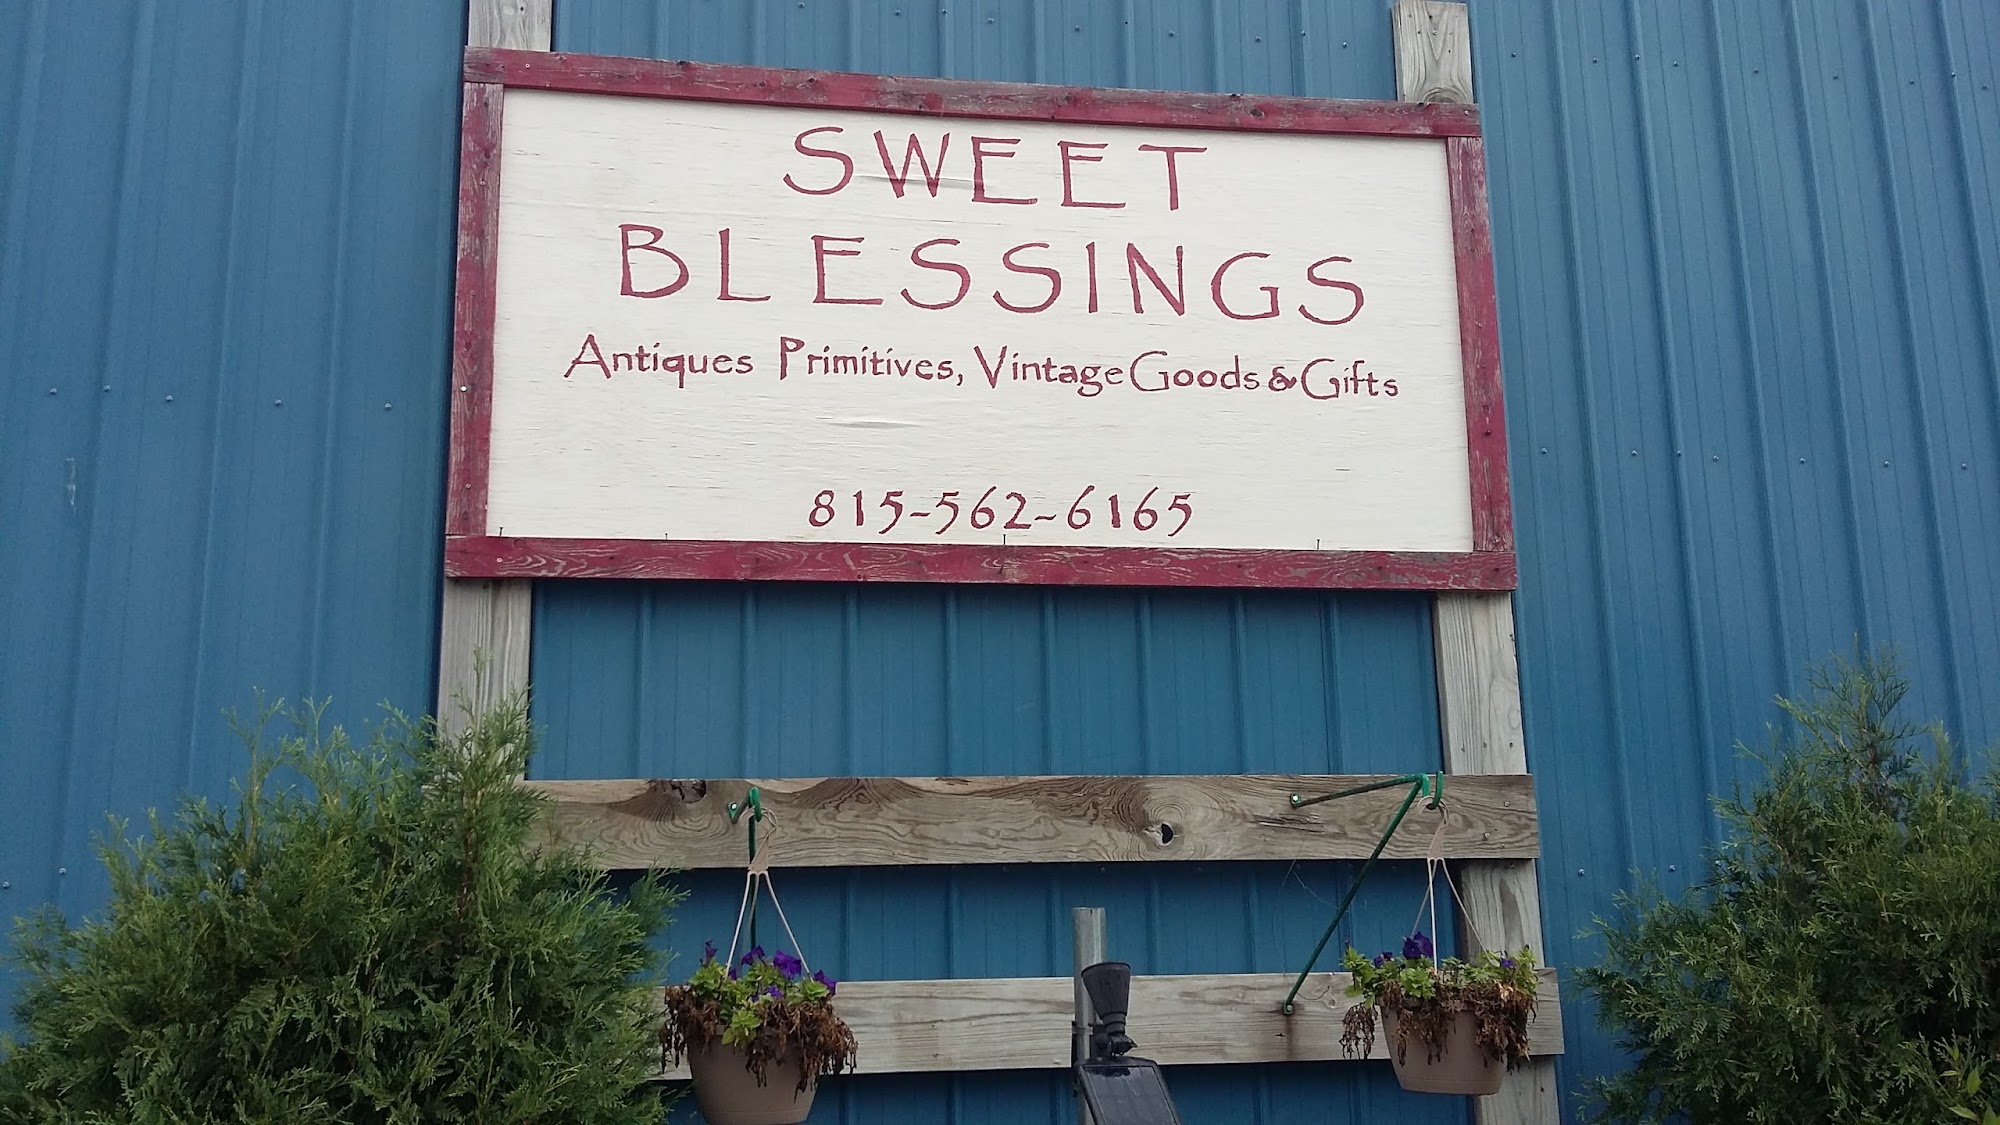 SWEET
BLESSINGS
Antiques Primitives, Vintage Goods & Gifts
815-562-6165